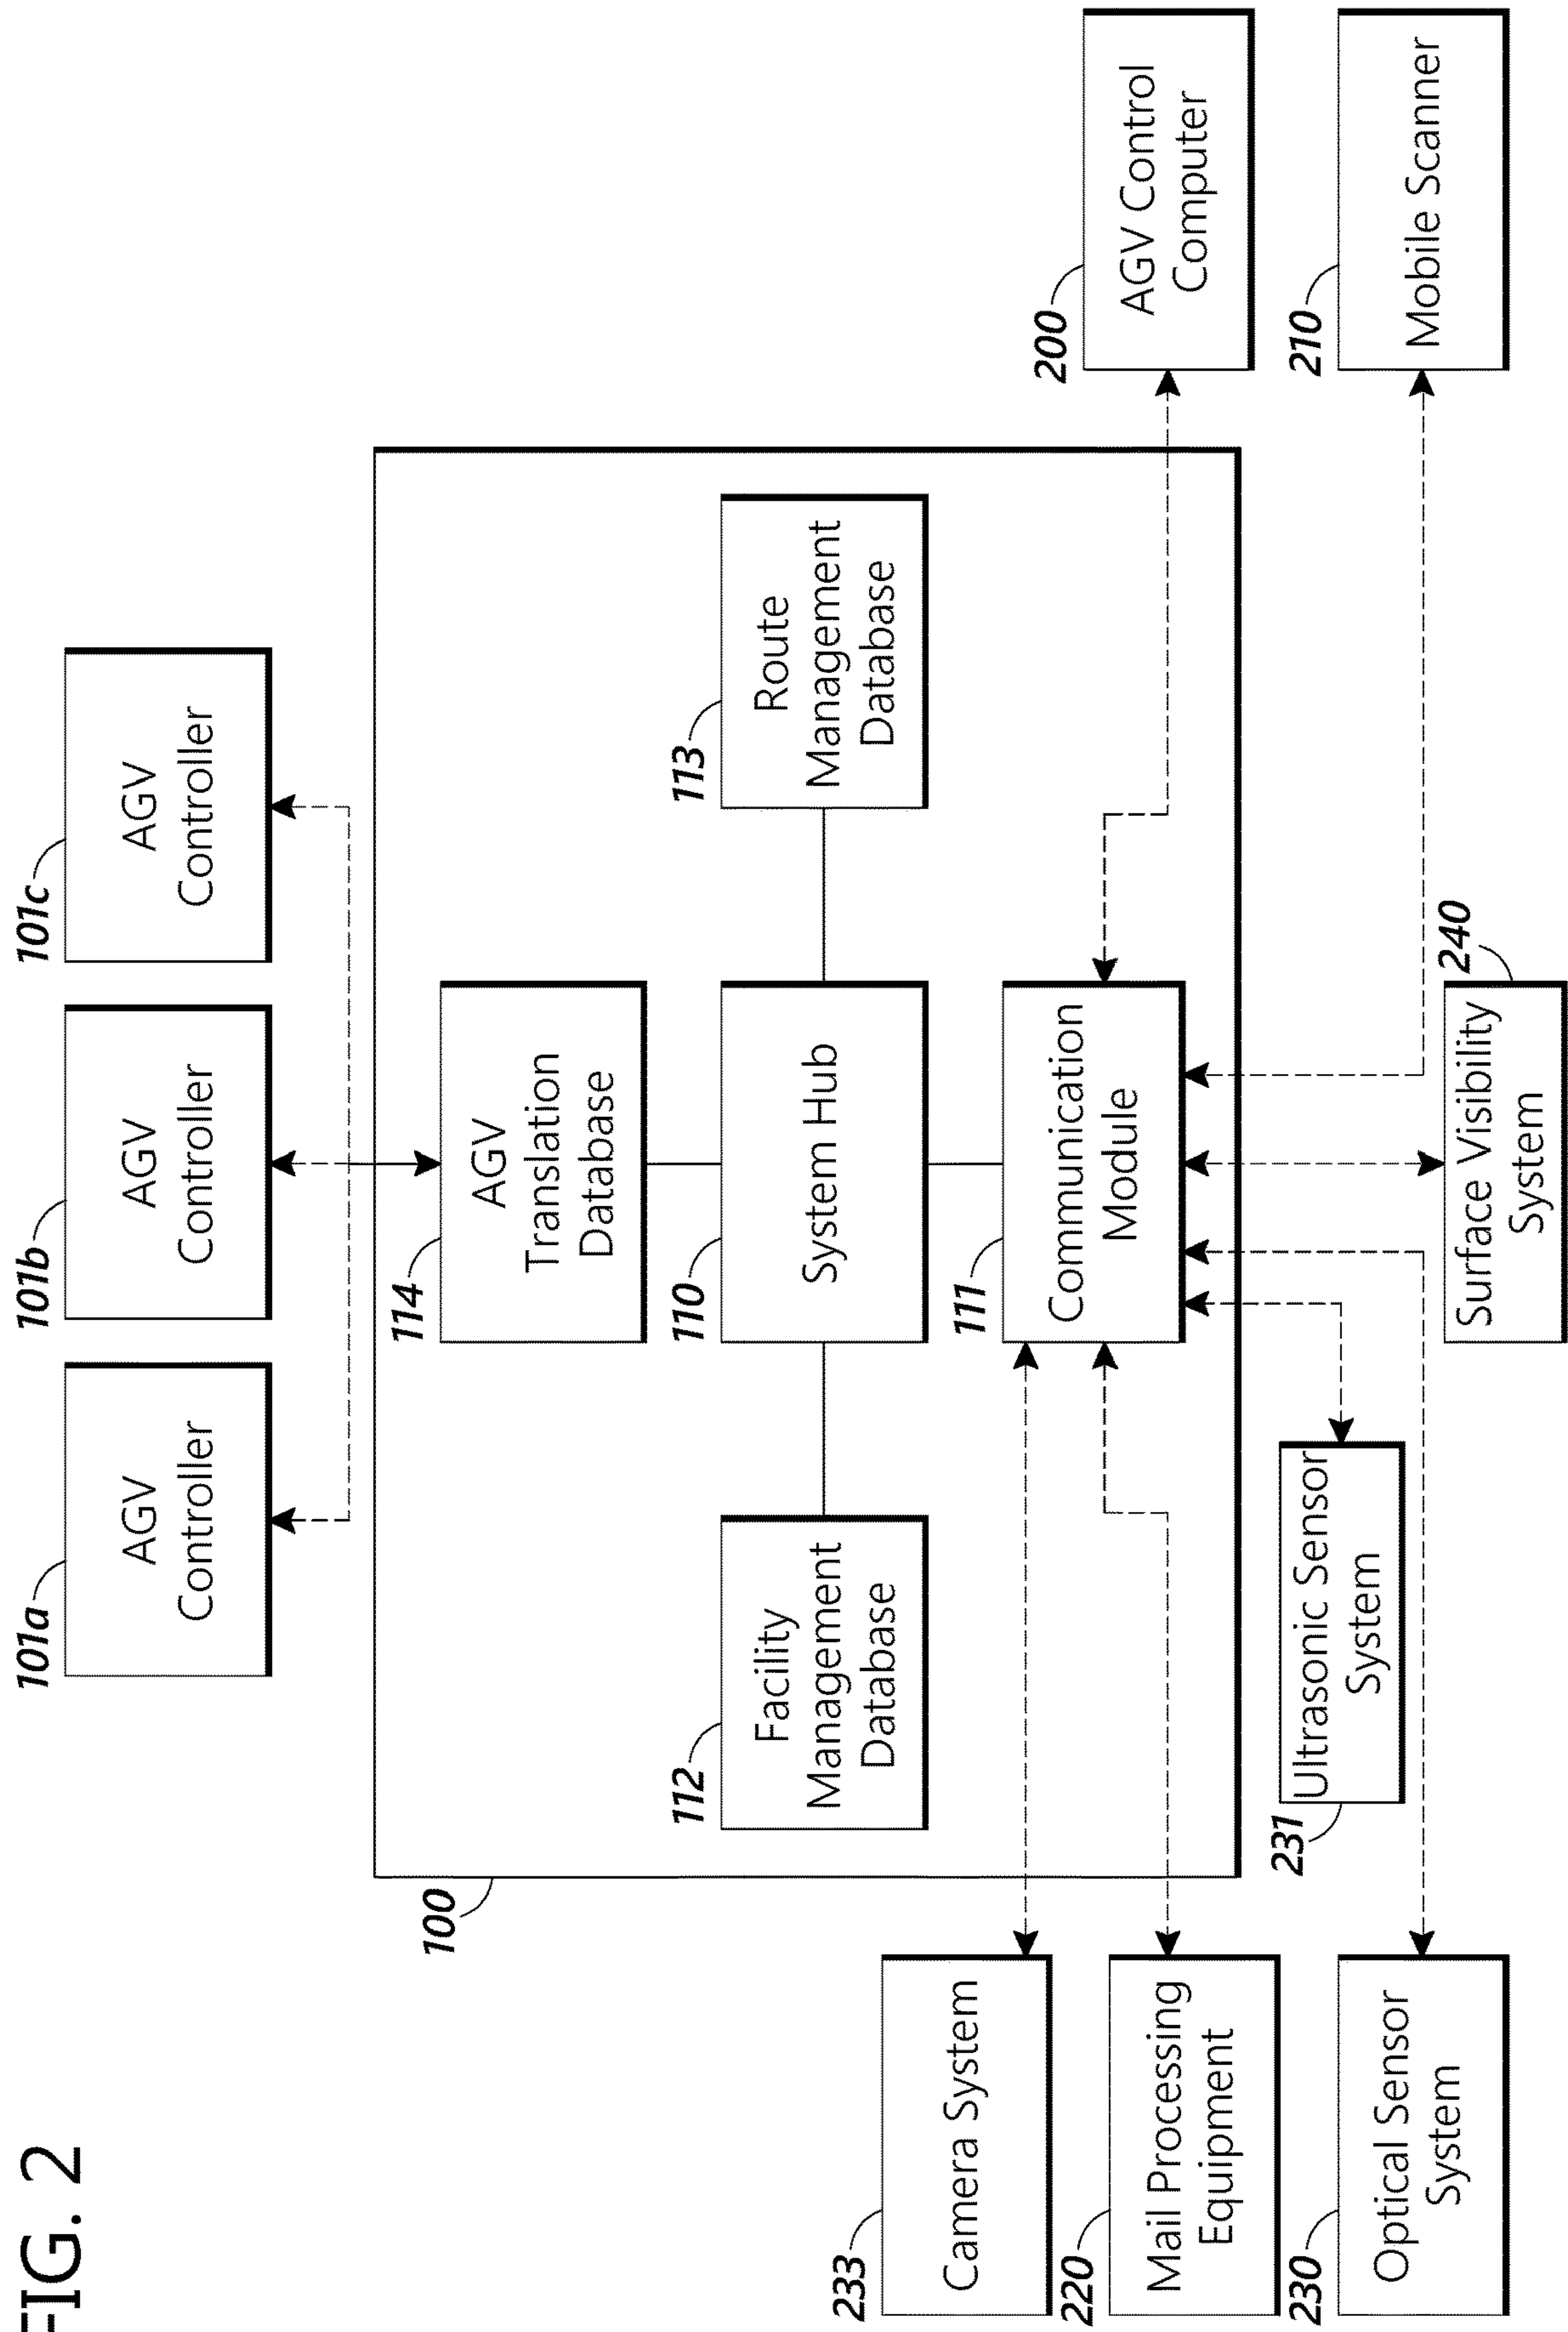 FIG. 2
101a
AGV
Controller
101b
AGV
Controller
101c
AGV
Controller
100
114
AGV
Translation
Database
112
Facility
Management
Database
110
System Hub
113
Route
Management
Database
111
Communication
Module
233
Camera System
220
Mail Processing
Equipment
230
Optical Sensor
System
231
Ultrasonic Sensor
System
240
Surface Visibility
System
200
AGV Control
Computer
210
Mobile Scanner